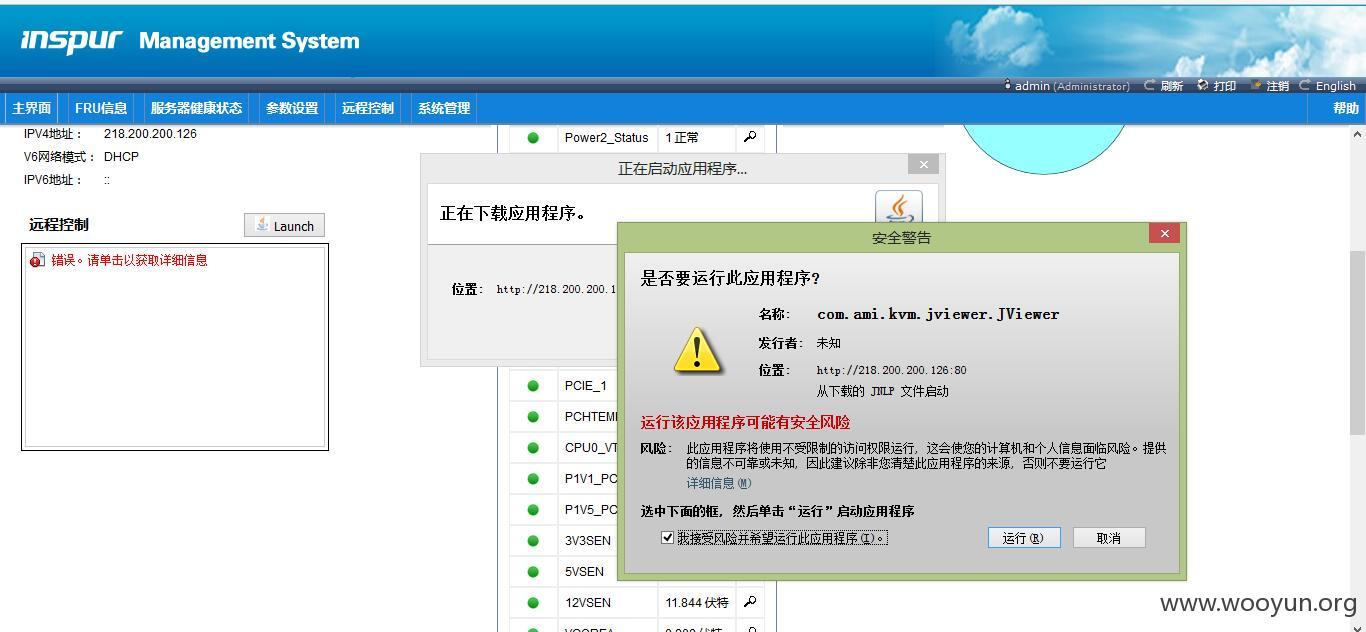 inspur Management System
admin (Administrator) 刷新 打印 注销 English
主界面 FRU信息 服务器健康状态 参数设置 远程控制 系统管理 帮助
IPV4地址： 218.200.200.126
V6网络模式： DHCP
IPV6地址： ::
远程控制 Launch
错误。请单击以获取详细信息
Power2_Status 1正常
正在启动应用程序...
正在下载应用程序。
位置： http://218.200.200.1
安全警告
是否要运行此应用程序?
名称： com.ami.kvm.jviewer.JViewer
发行者： 未知
位置： http://218.200.200.126:80
从下载的 JNLP 文件启动
运行该应用程序可能有安全风险
风险： 此应用程序将使用不受限制的访问权限运行，这会使您的计算机和个人信息面临风险。提供
的信息不可靠或未知，因此建议除非您清楚此应用程序的来源，否则不要运行它
详细信息(M)
选中下面的框，然后单击“运行”启动应用程序
我接受风险并希望运行此应用程序(I)。
运行(R) 取消
PCIE_1
PCHTEM
CPU0_VT
P1V1_PC
P1V5_PC
3V3SEN
5VSEN
12VSEN 11.844 伏特
www.wooyun.org